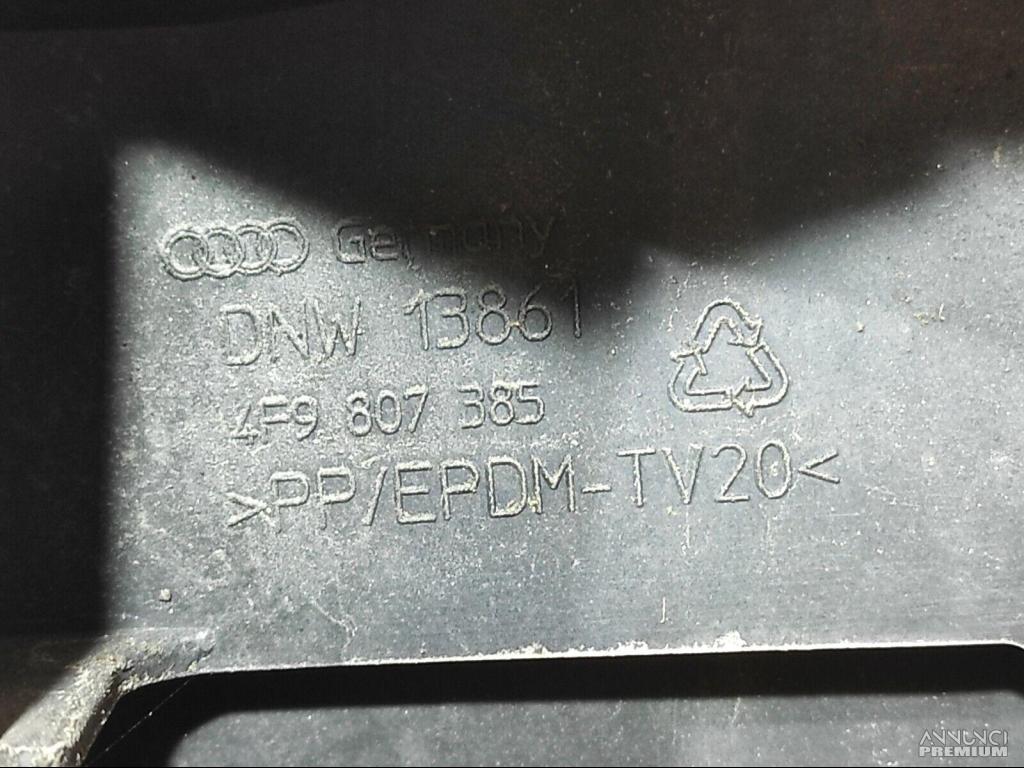 Germany
DNW 13861
4F9 807 385
>PP/EPDM-TV20<
ANNUNCI
PREMIUM